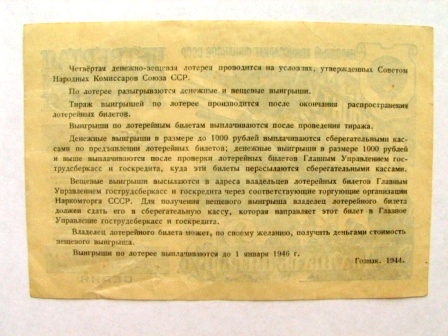 Четвёртая денежно-вещевая лотерея проводится на условиях, утвержденных Советом
Народных Комиссаров Союза ССР.
По лотерее разыгрываются денежные и вещевые выигрыши.
Тираж выигрышей по лотерее производится после окончания распространения
лотерейных билетов.
Выигрыши по лотерейным билетам выплачиваются после проведения тиража.
Денежные выигрыши в размере до 1000 рублей выплачиваются сберегательными кас-
сами по предъявлении лотерейных билетов; денежные выигрыши в размере 1000 рублей
и выше выплачиваются после проверки лотерейных билетов Главным Управлением гос-
трудсберкасс и госкредита, куда эти билеты пересылаются сберегательными кассами.
Вещевые выигрыши высылаются в адреса владельцев лотерейных билетов Главным
Управлением гострудсберкасс и госкредита через соответствующие торгующие организации
Наркомторга СССР. Для получения вещевого выигрыша владелец лотерейного билета
должен сдать его в сберегательную кассу, которая направляет этот билет в Главное
Управление гострудсберкасс и госкредита.
Владелец лотерейного билета может, по своему желанию, получать деньгами стоимость
вещевого выигрыша.
Выигрыши по лотерее выплачиваются до 1 января 1946 г.
Гознак. 1944.